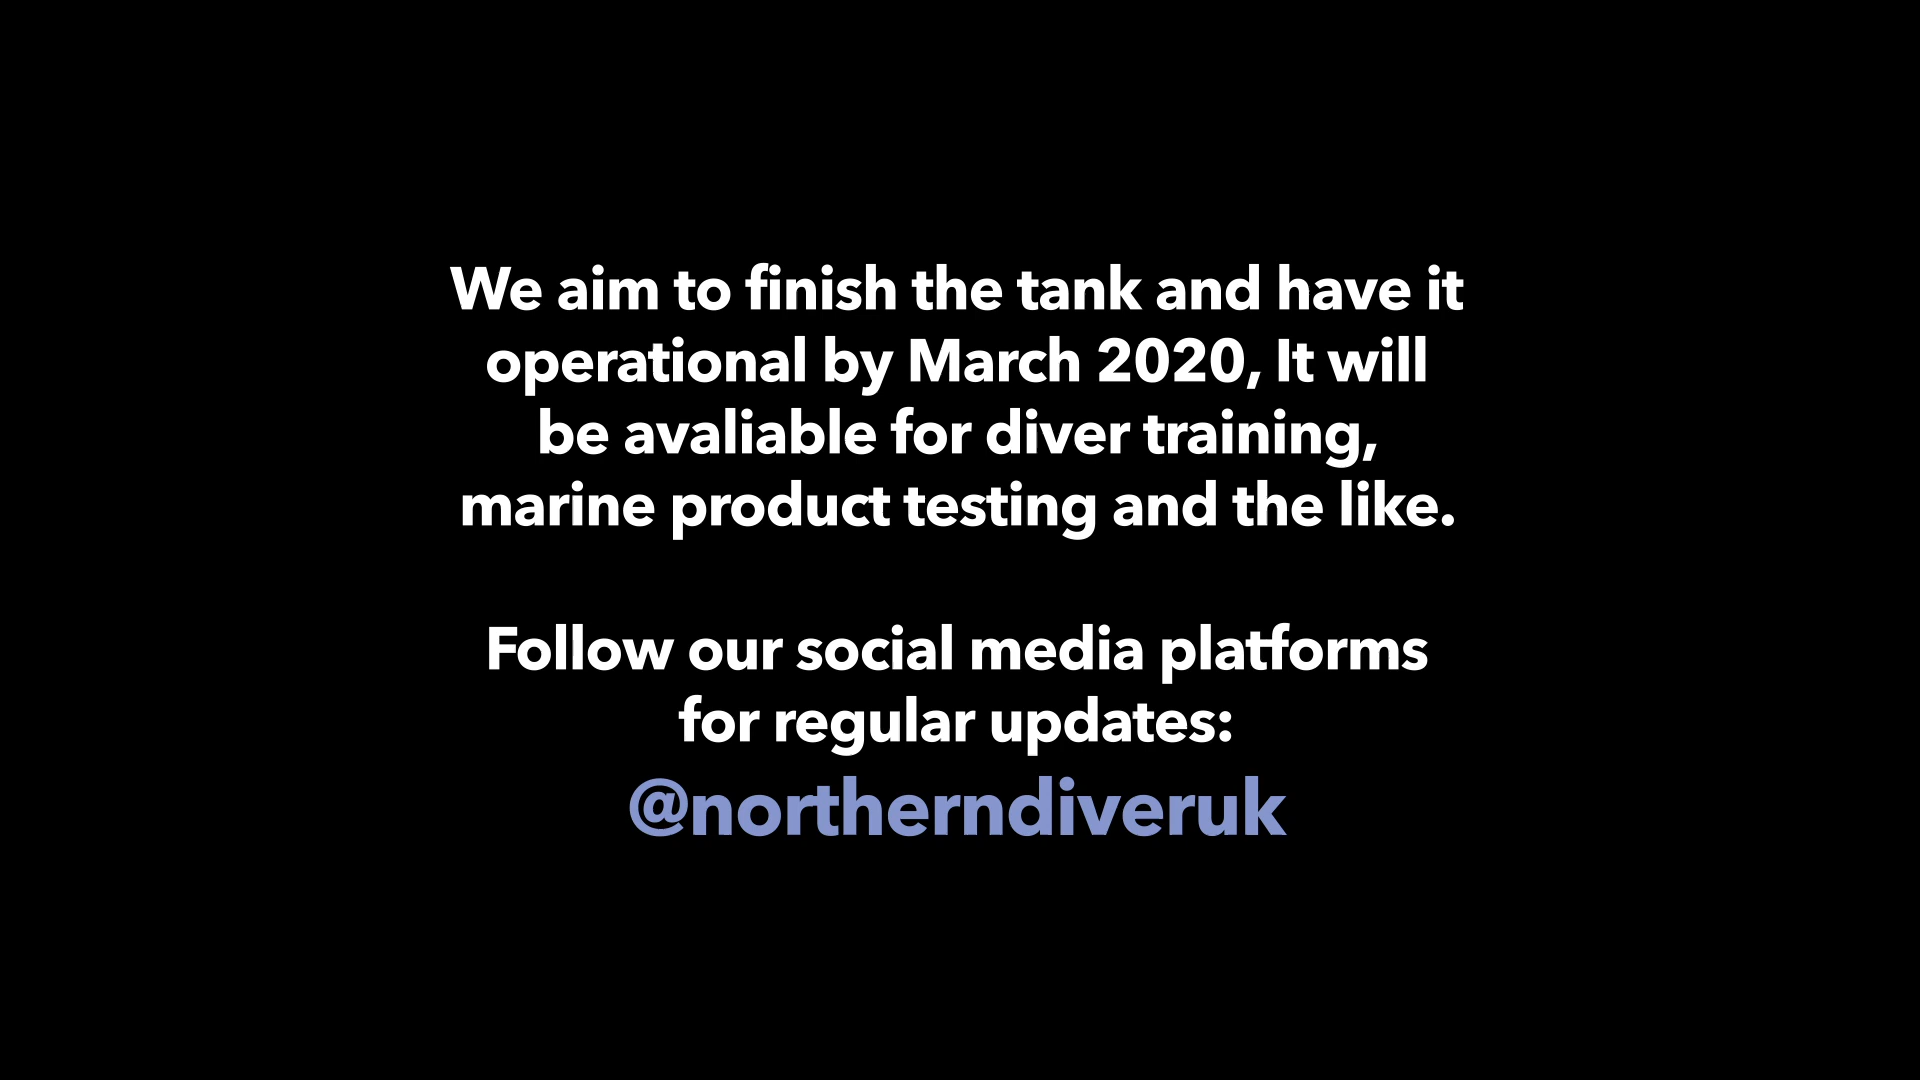 We aim to finish the tank and have it
operational by March 2020, It will
be avaliable for diver training,
marine product testing and the like.
Follow our social media platforms
for regular updates:
@northerndiveruk